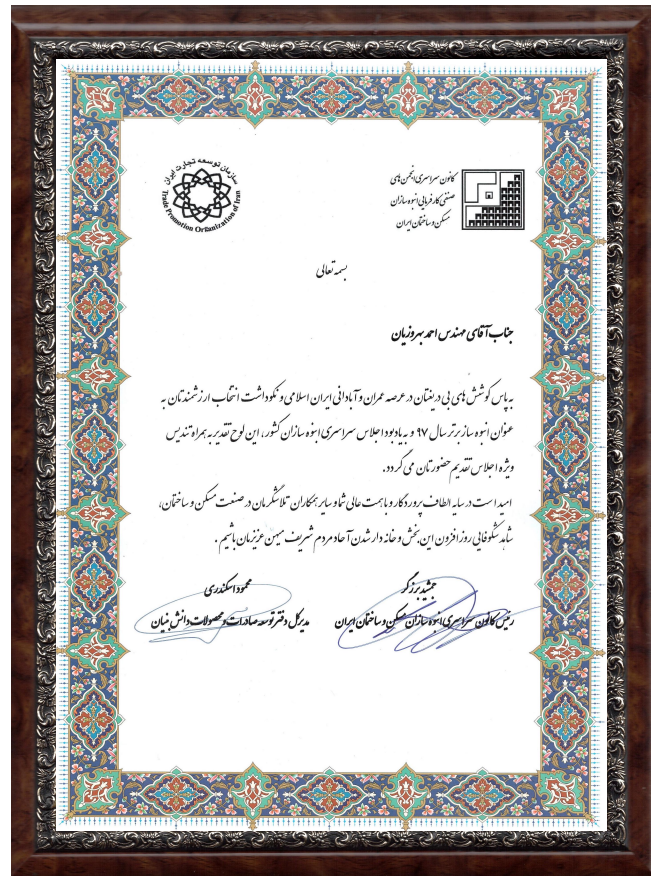 کانون سراسری انجمن های
صنفی کارفرمایی انبوه سازان
مسکن و ساختمان ایران
سازمان توسعه تجارت ایران
Trade Promotion Organization of Iran
بسمه تعالی
جناب آقای مهندس احمد بهروزیان
به پاس کوشش های بی دریغتان در عرصه عمران و آبادانی ایران اسلامی و نکوداشت انتخاب ارزشمندتان به
عنوان انبوه ساز برتر سال ۹۷ و به یادبود اجلاس سراسری انبوه سازان کشور، این لوح تقدیر به همراه تندیس
ویژه اجلاس تقدیم حضورتان می گردد.
امید است در سایه الطاف پروردگار و با همت عالی شما و سایر همکاران تلاشگرمان در صنعت مسکن و ساختمان،
شاهد شکوفایی روز افزون این بخش و خانه دار شدن آحاد مردم شریف میهن عزیزمان باشیم .
جمشید برزگر
رئیس کانون سراسری انبوه سازان مسکن و ساختمان ایران
محمود اسکندری
مدیرکل دفتر توسعه صادرات و محصولات دانش بنیان